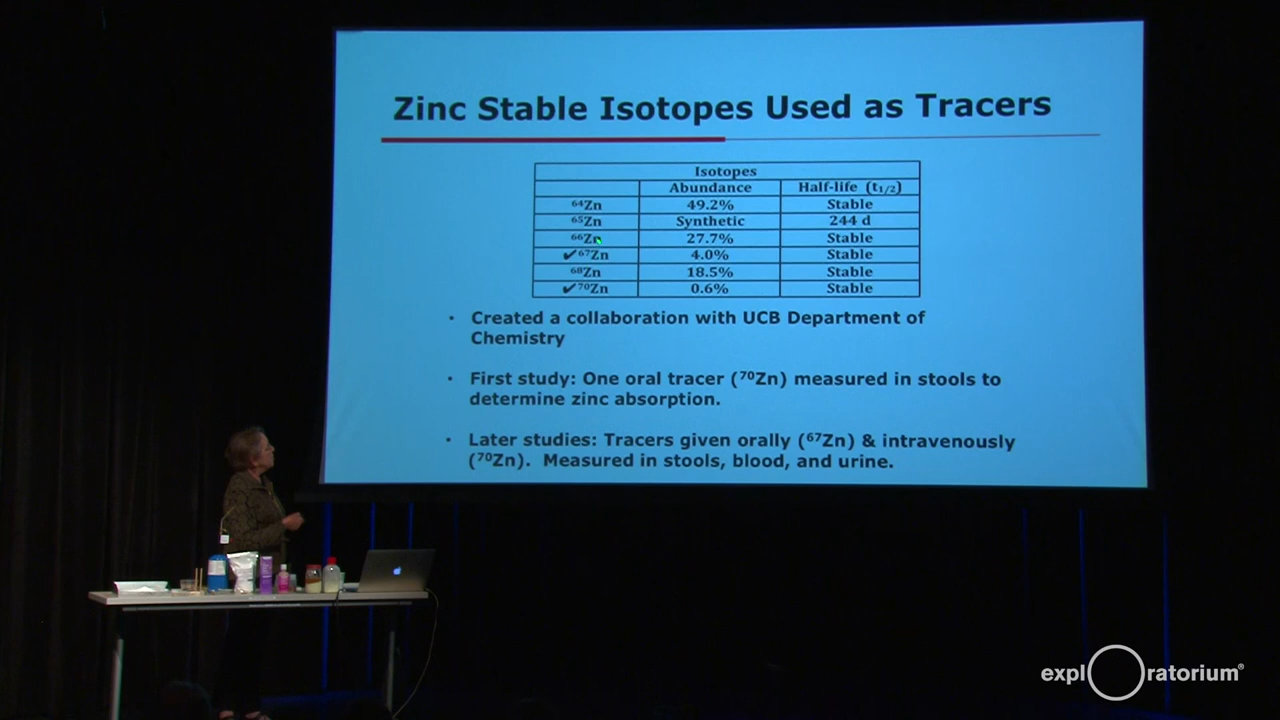 Zinc Stable Isotopes Used as Tracers
Isotopes
Abundance Half-life (t1/2)
⁶⁴Zn 49.2% Stable
⁶⁵Zn Synthetic 244 d
⁶⁶Zn 27.7% Stable
✔⁶⁷Zn 4.0% Stable
⁶⁸Zn 18.5% Stable
✔⁷⁰Zn 0.6% Stable
• Created a collaboration with UCB Department of
Chemistry
• First study: One oral tracer (⁷⁰Zn) measured in stools to
determine zinc absorption.
• Later studies: Tracers given orally (⁶⁷Zn) & intravenously
(⁷⁰Zn). Measured in stools, blood, and urine.
exploratorium®